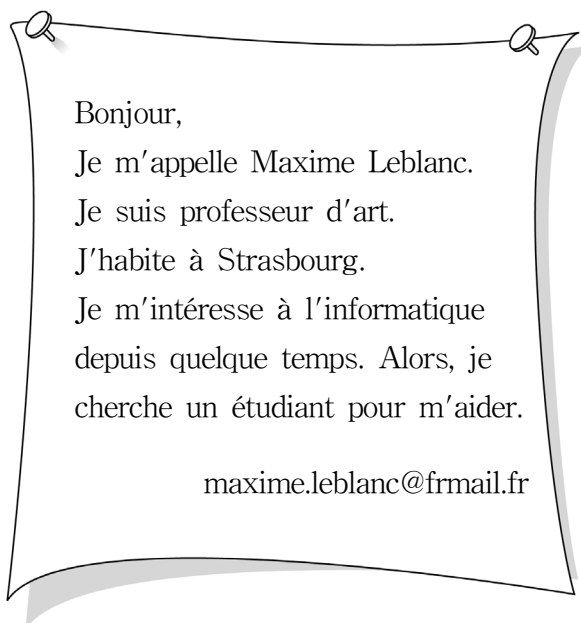 Bonjour,
Je m'appelle Maxime Leblanc.
Je suis professeur d'art.
J'habite à Strasbourg.
Je m'intéresse à l'informatique
depuis quelque temps. Alors, je
cherche un étudiant pour m'aider.
maxime.leblanc@frmail.fr